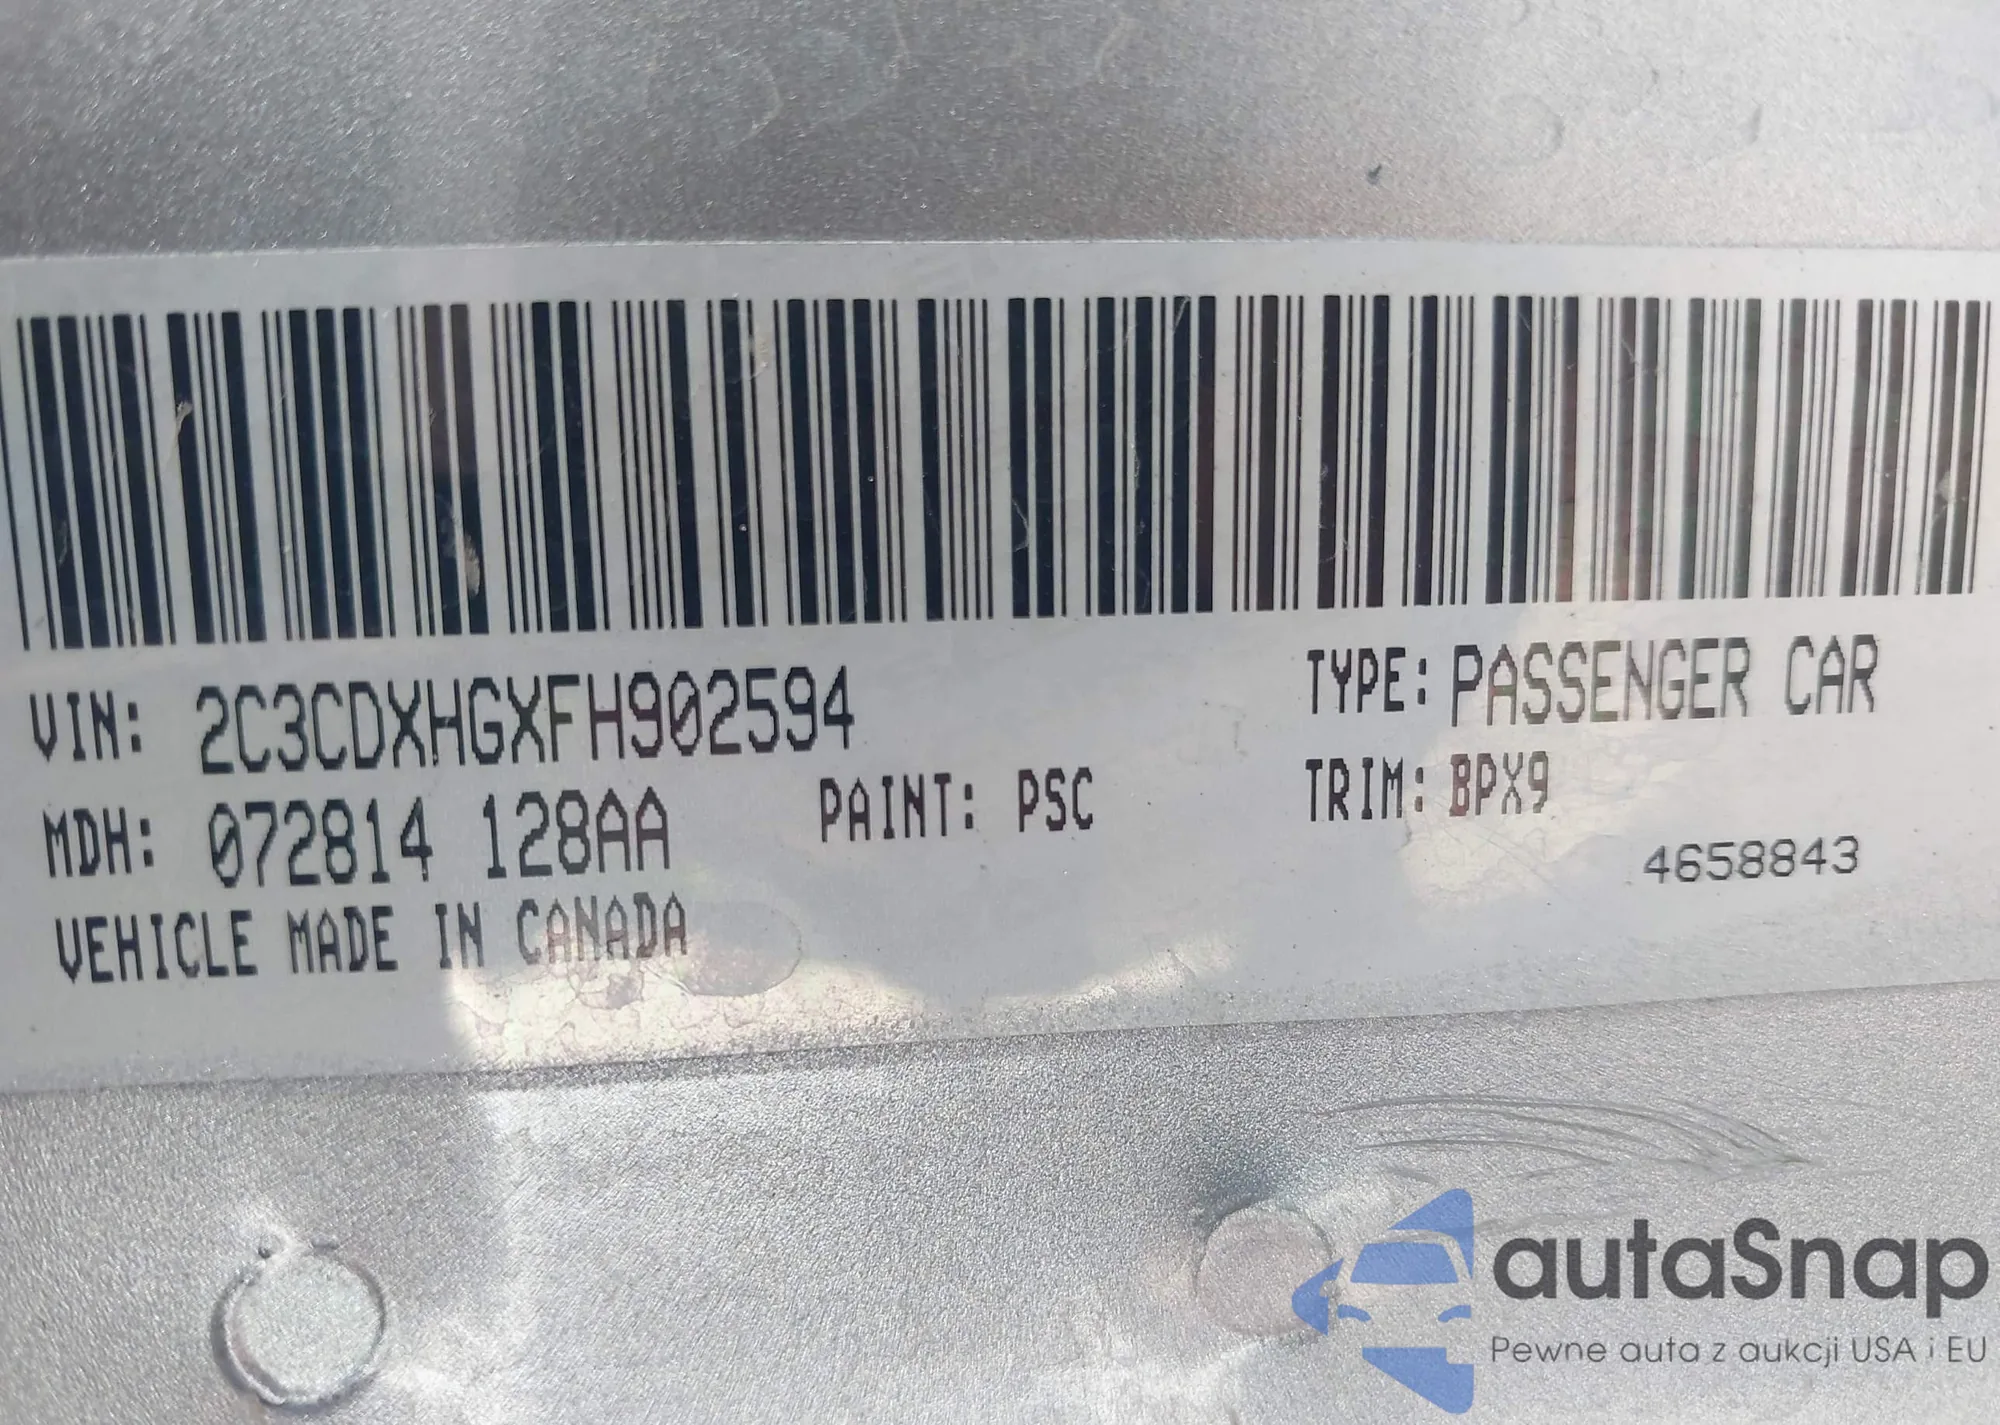 VIN: 2C3CDXHGXFH902594
TYPE: PASSENGER CAR
MDH: 072814 128AA
PAINT: PSC
TRIM: BPX9
4658843
VEHICLE MADE IN CANADA
autaSnap
Pewne auta z aukcji USA i EU